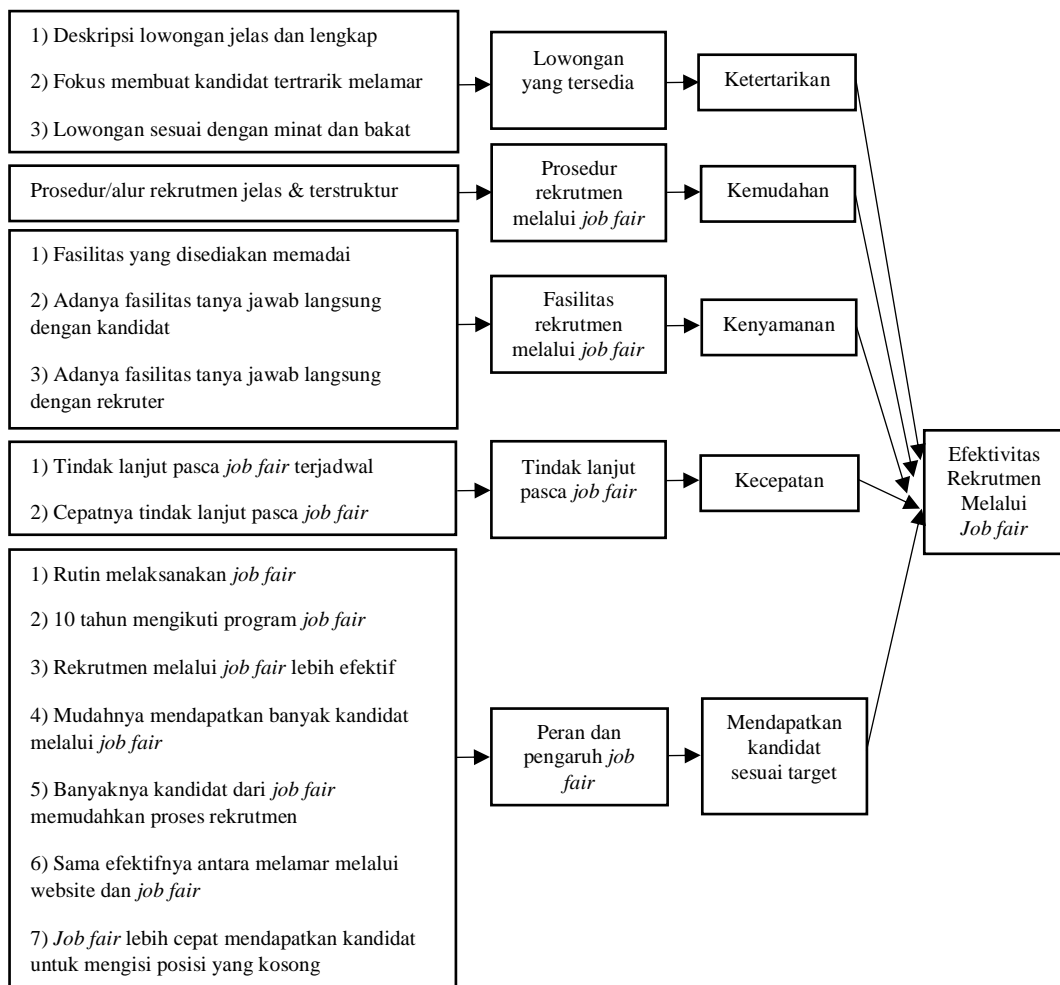 1) Deskripsi lowongan jelas dan lengkap
2) Fokus membuat kandidat tertrarik melamar
3) Lowongan sesuai dengan minat dan bakat
Lowongan
yang tersedia
Ketertarikan
Prosedur/alur rekrutmen jelas & terstruktur
Prosedur
rekrutmen
melalui job fair
Kemudahan
1) Fasilitas yang disediakan memadai
2) Adanya fasilitas tanya jawab langsung
dengan kandidat
3) Adanya fasilitas tanya jawab langsung
dengan rekruter
Fasilitas
rekrutmen
melalui job fair
Kenyamanan
1) Tindak lanjut pasca job fair terjadwal
2) Cepatnya tindak lanjut pasca job fair
Tindak lanjut
pasca job fair
Kecepatan
1) Rutin melaksanakan job fair
2) 10 tahun mengikuti program job fair
3) Rekrutmen melalui job fair lebih efektif
4) Mudahnya mendapatkan banyak kandidat
melalui job fair
5) Banyaknya kandidat dari job fair
memudahkan proses rekrutmen
6) Sama efektifnya antara melamar melalui
website dan job fair
7) Job fair lebih cepat mendapatkan kandidat
untuk mengisi posisi yang kosong
Peran dan
pengaruh job
fair
Mendapatkan
kandidat
sesuai target
Efektivitas
Rekrutmen
Melalui
Job fair